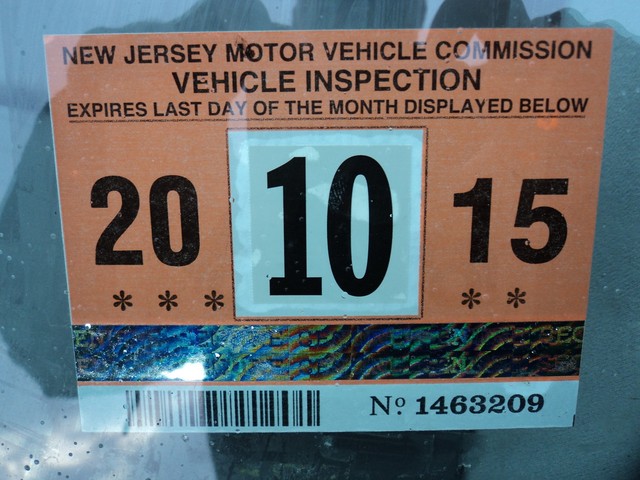 NEW JERSEY MOTOR VEHICLE COMMISSION
VEHICLE INSPECTION
EXPIRES LAST DAY OF THE MONTH DISPLAYED BELOW
20 10 15
* * * * *
Nº 1463209